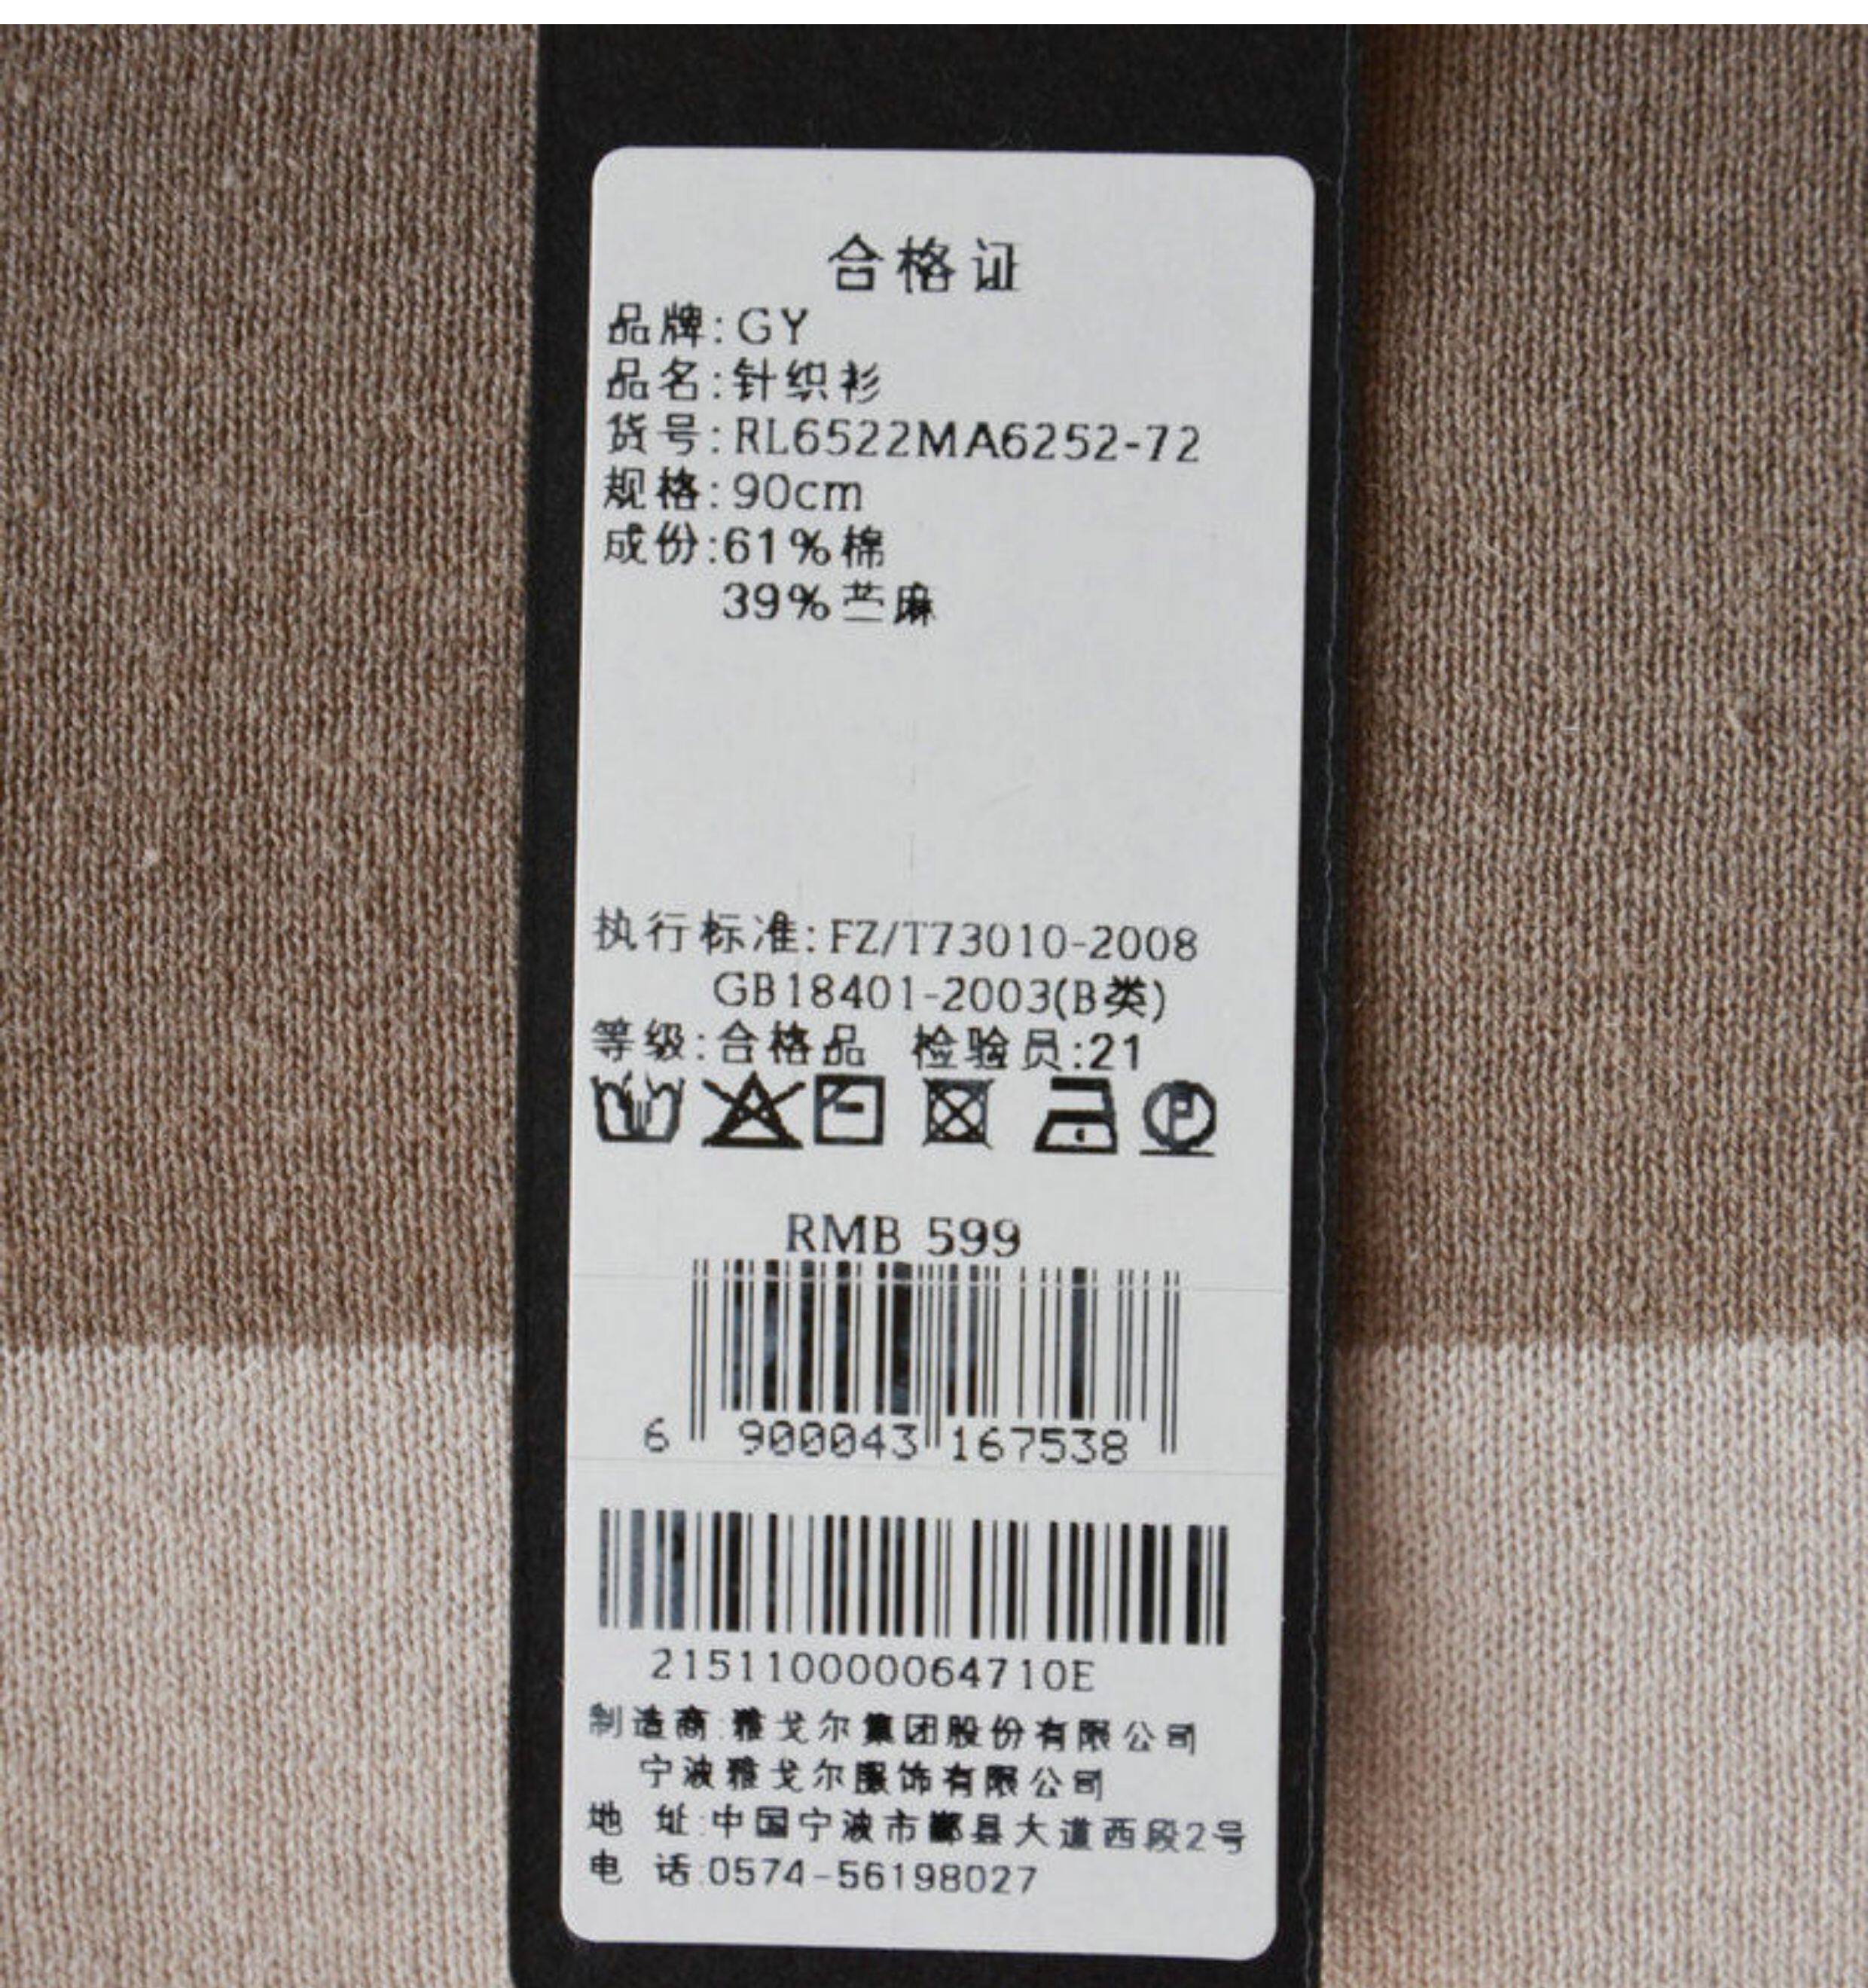 合格证
品牌:GY
品名:针织衫
货号:RL6522MA6252-72
规格:90cm
成份:61%棉
39%苎麻
执行标准:FZ/T73010-2008
GB18401-2003(B类)
等级:合格品 检验员:21
P
RMB 599
6 900043 167538
215110000064710E
制造商:雅戈尔集团股份有限公司
宁波雅戈尔服饰有限公司
地 址:中国宁波市鄞县大道西段2号
电 话:0574-56198027